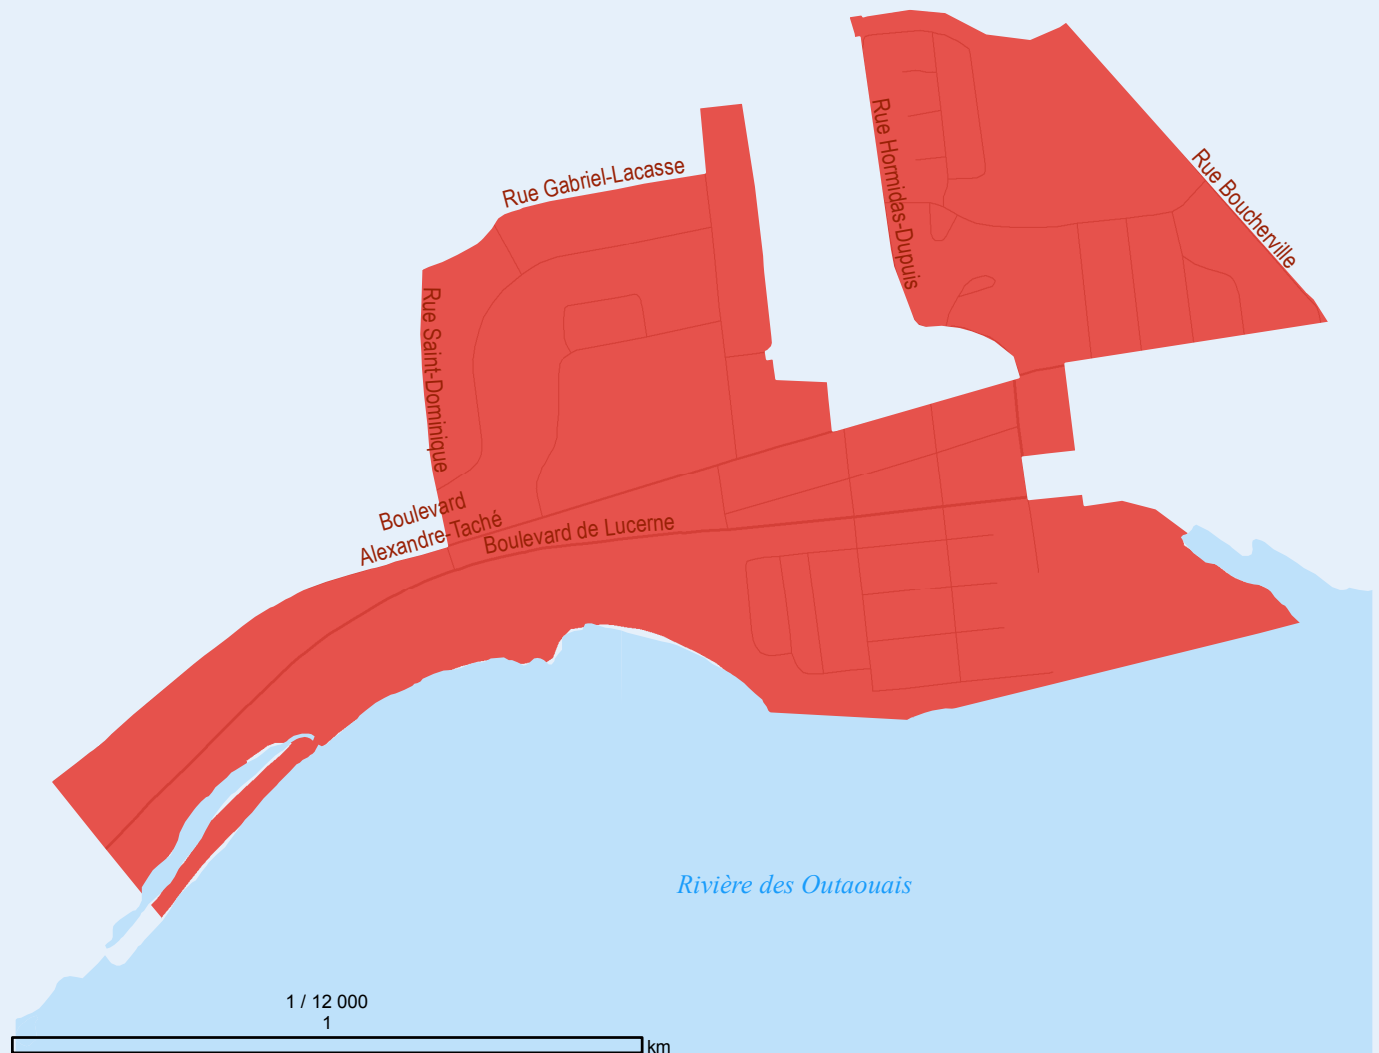 Rue Hormidas-Dupuis
Rue Boucherville
Rue Gabriel-Lacasse
Rue Saint-Dominique
Boulevard
Alexandre-Taché
Boulevard de Lucerne
Rivière des Outaouais
1 / 12 000
1
km